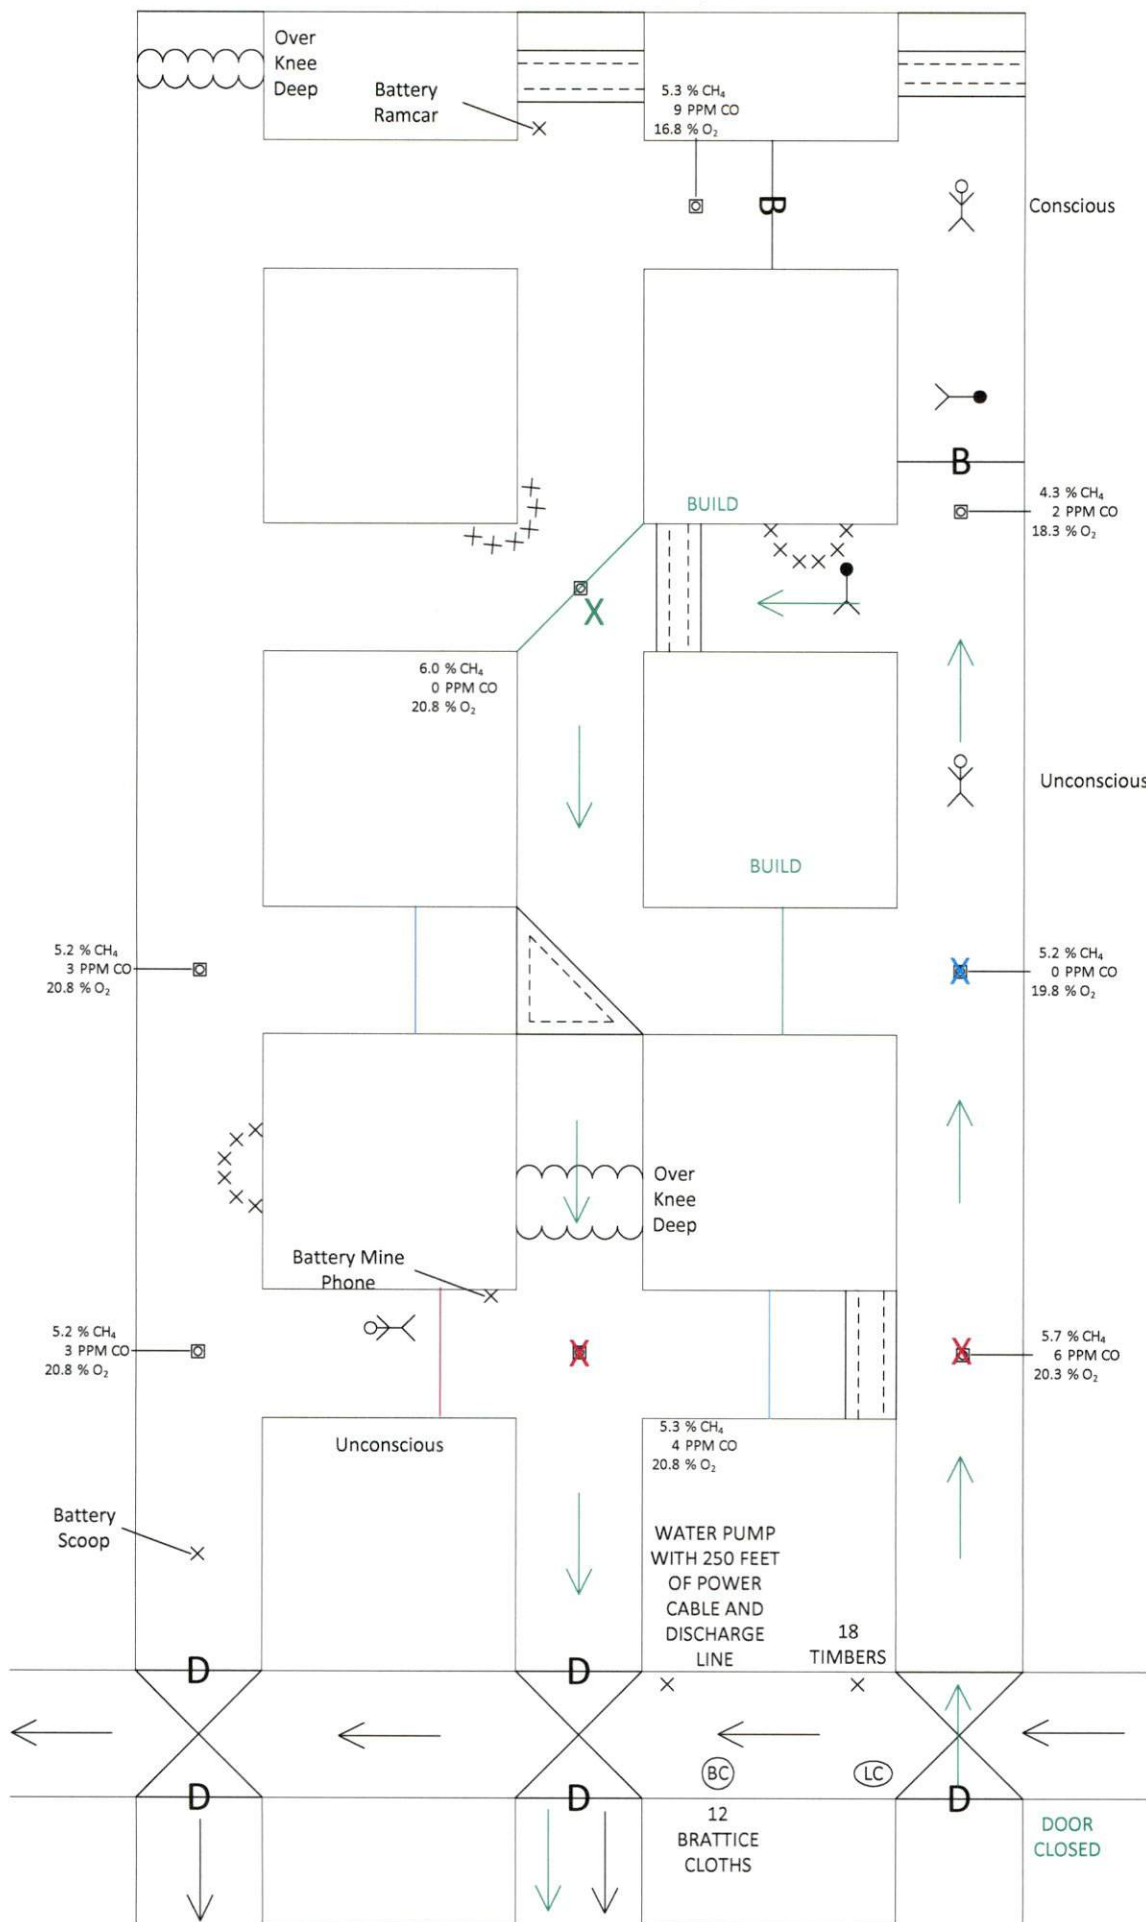 Over
Knee
Deep
Battery
Ramcar
5.3 % CH₄
9 PPM CO
16.8 % O₂
B
Conscious
B
4.3 % CH₄
2 PPM CO
18.3 % O₂
BUILD
X
6.0 % CH₄
0 PPM CO
20.8 % O₂
Unconscious
BUILD
5.2 % CH₄
3 PPM CO
20.8 % O₂
X
5.2 % CH₄
0 PPM CO
19.8 % O₂
Over
Knee
Deep
Battery Mine
Phone
5.2 % CH₄
3 PPM CO
20.8 % O₂
X
X
5.7 % CH₄
6 PPM CO
20.3 % O₂
Unconscious
5.3 % CH₄
4 PPM CO
20.8 % O₂
Battery
Scoop
WATER PUMP
WITH 250 FEET
OF POWER
CABLE AND
DISCHARGE
LINE
18
TIMBERS
D
D
BC
LC
D
D
D
12
BRATTICE
CLOTHS
DOOR
CLOSED